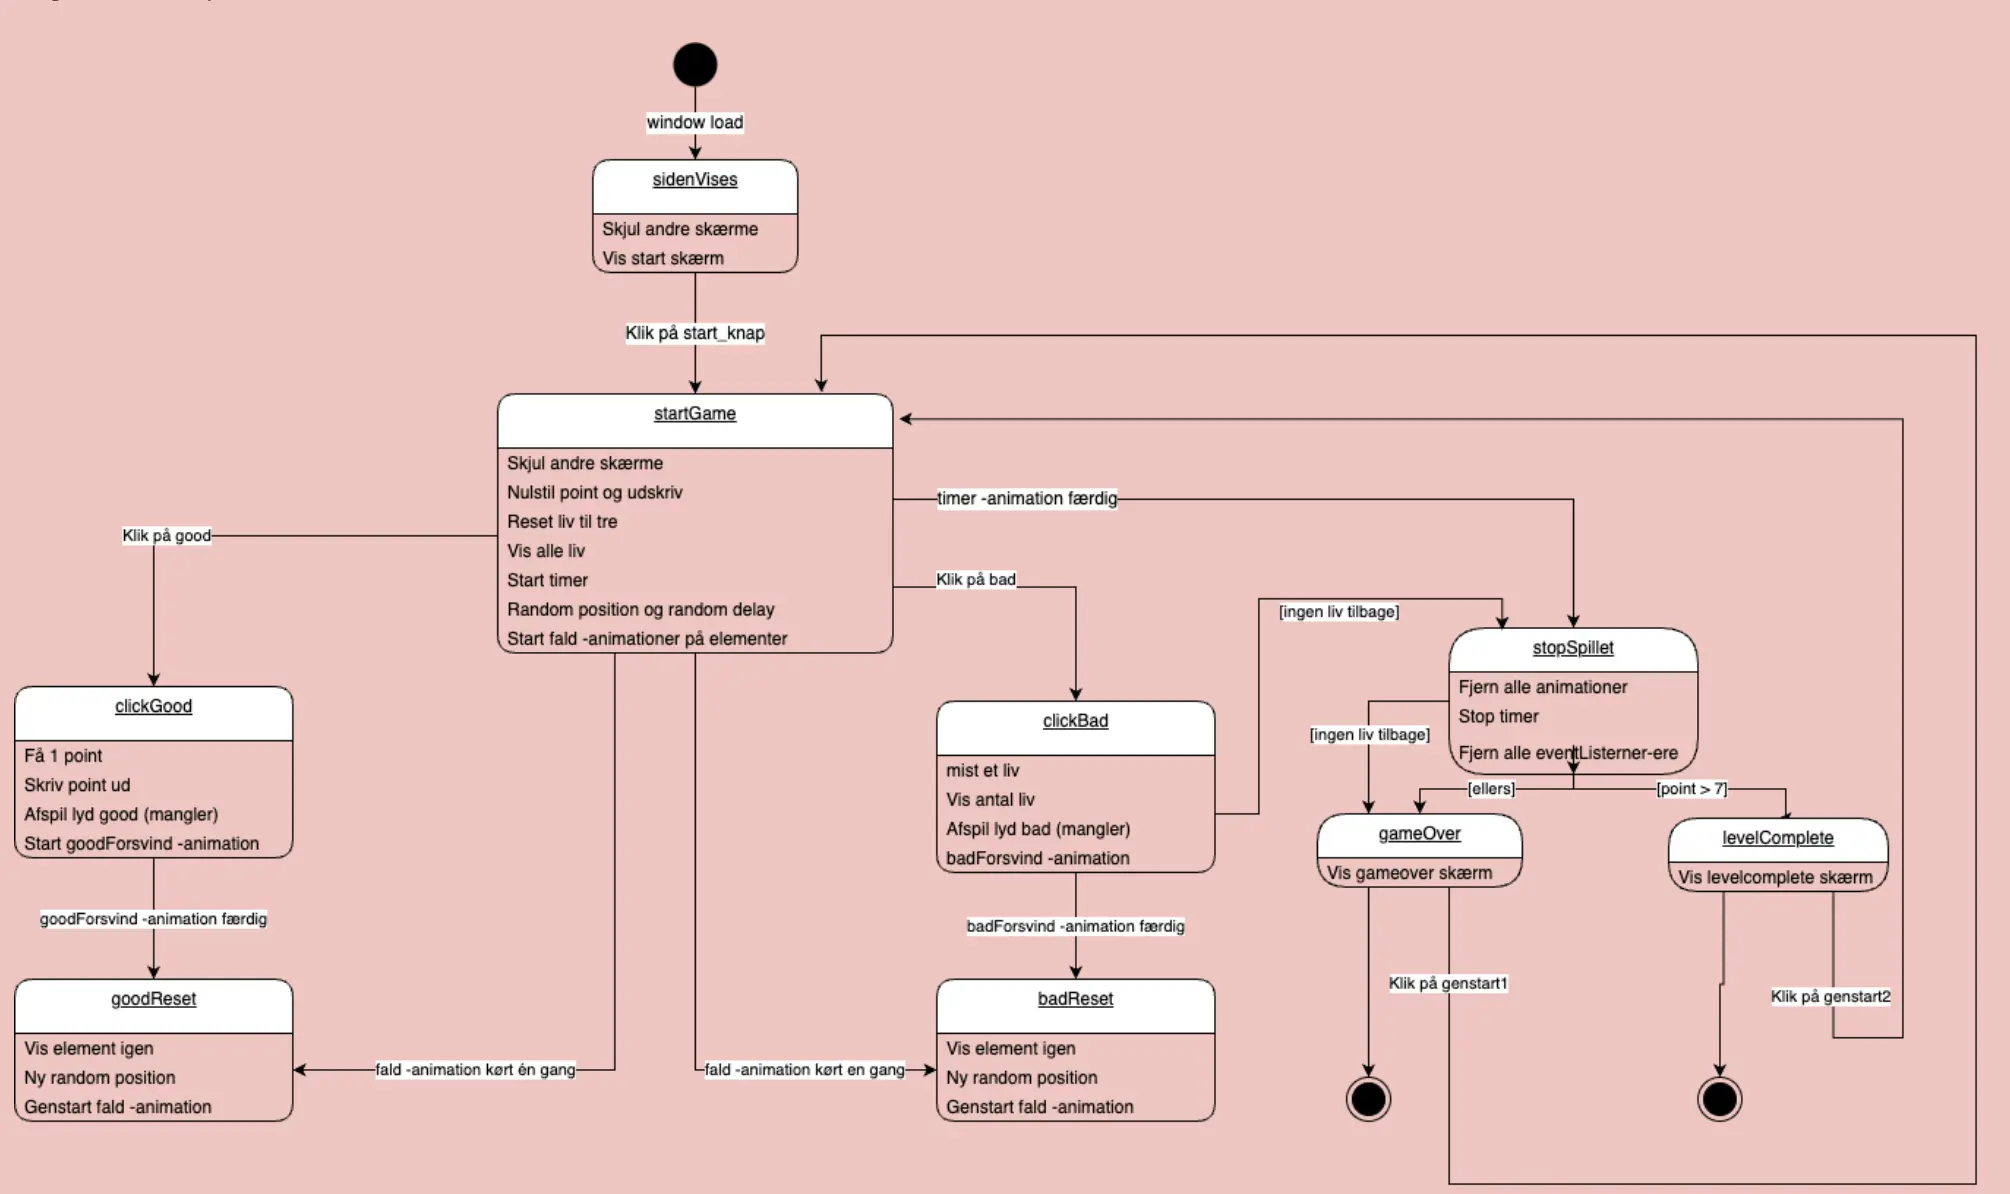 window load
sidenVises
Skjul andre skærme
Vis start skærm
Klik på start_knap
startGame
Skjul andre skærme
Nulstil point og udskriv
Reset liv til tre
Vis alle liv
Start timer
Random position og random delay
Start fald -animationer på elementer
timer -animation færdig
Klik på good
Klik på bad
[ingen liv tilbage]
clickGood
Få 1 point
Skriv point ud
Afspil lyd good (mangler)
Start goodForsvind -animation
clickBad
mist et liv
Vis antal liv
Afspil lyd bad (mangler)
badForsvind -animation
stopSpillet
Fjern alle animationer
Stop timer
Fjern alle eventListerner-ere
[ingen liv tilbage]
[ellers]
[point > 7]
gameOver
Vis gameover skærm
levelComplete
Vis levelcomplete skærm
goodForsvind -animation færdig
badForsvind -animation færdig
Klik på genstart1
Klik på genstart2
goodReset
Vis element igen
Ny random position
Genstart fald -animation
fald -animation kørt én gang
fald -animation kørt en gang
badReset
Vis element igen
Ny random position
Genstart fald -animation